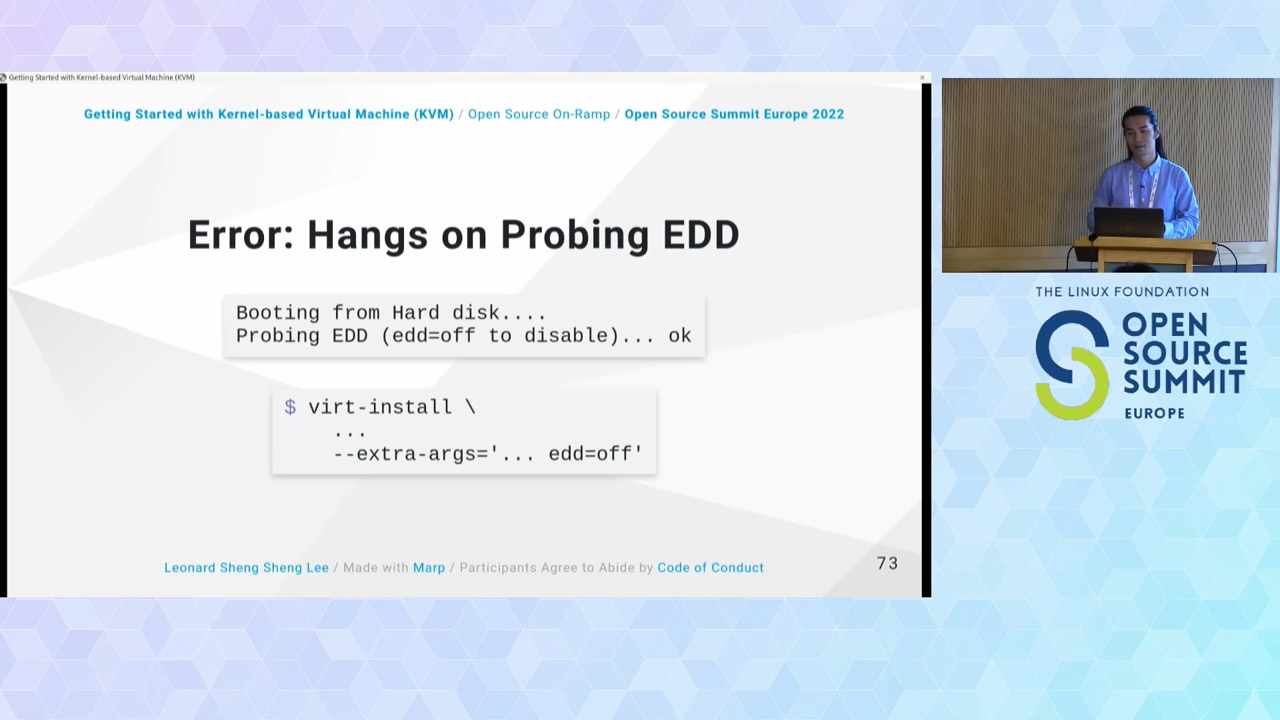 Getting Started with Kernel-based Virtual Machine (KVM)
Getting Started with Kernel-based Virtual Machine (KVM) / Open Source On-Ramp / Open Source Summit Europe 2022
Error: Hangs on Probing EDD
Booting from Hard disk....
Probing EDD (edd=off to disable)... ok
$ virt-install \
...
--extra-args='... edd=off'
Leonard Sheng Sheng Lee / Made with Marp / Participants Agree to Abide by Code of Conduct
73
THE LINUX FOUNDATION
OPEN
SOURCE
SUMMIT
EUROPE